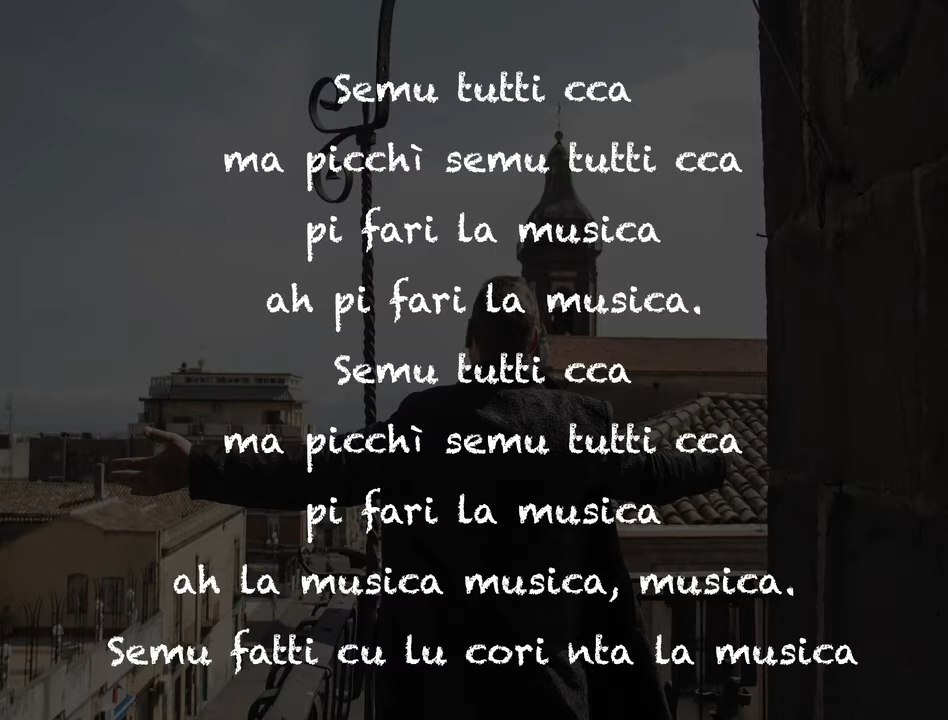 Semu tutti cca
ma picchì semu tutti cca
pi fari la musica
ah pi fari la musica.
Semu tutti cca
ma picchì semu tutti cca
pi fari la musica
ah la musica musica, musica.
Semu fatti cu lu cori nta la musica